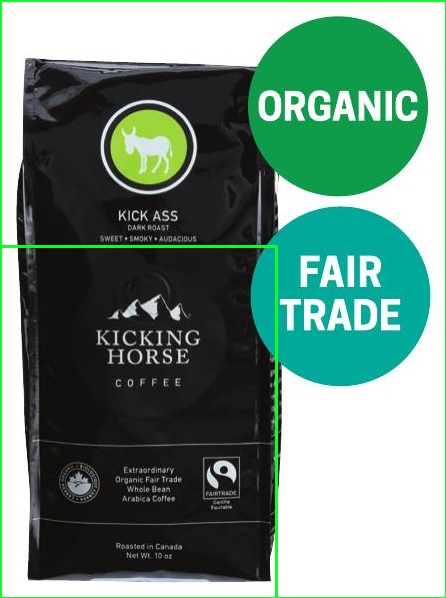 ORGANIC
KICK ASS
DARK ROAST
SWEET • SMOKY • AUDACIOUS
FAIR
TRADE
KICKING
HORSE
COFFEE
Extraordinary
Organic Fair Trade
Whole Bean
Arabica Coffee
FAIRTRADE
Certifié
Équitable
Roasted in Canada
Net Wt. 10 oz